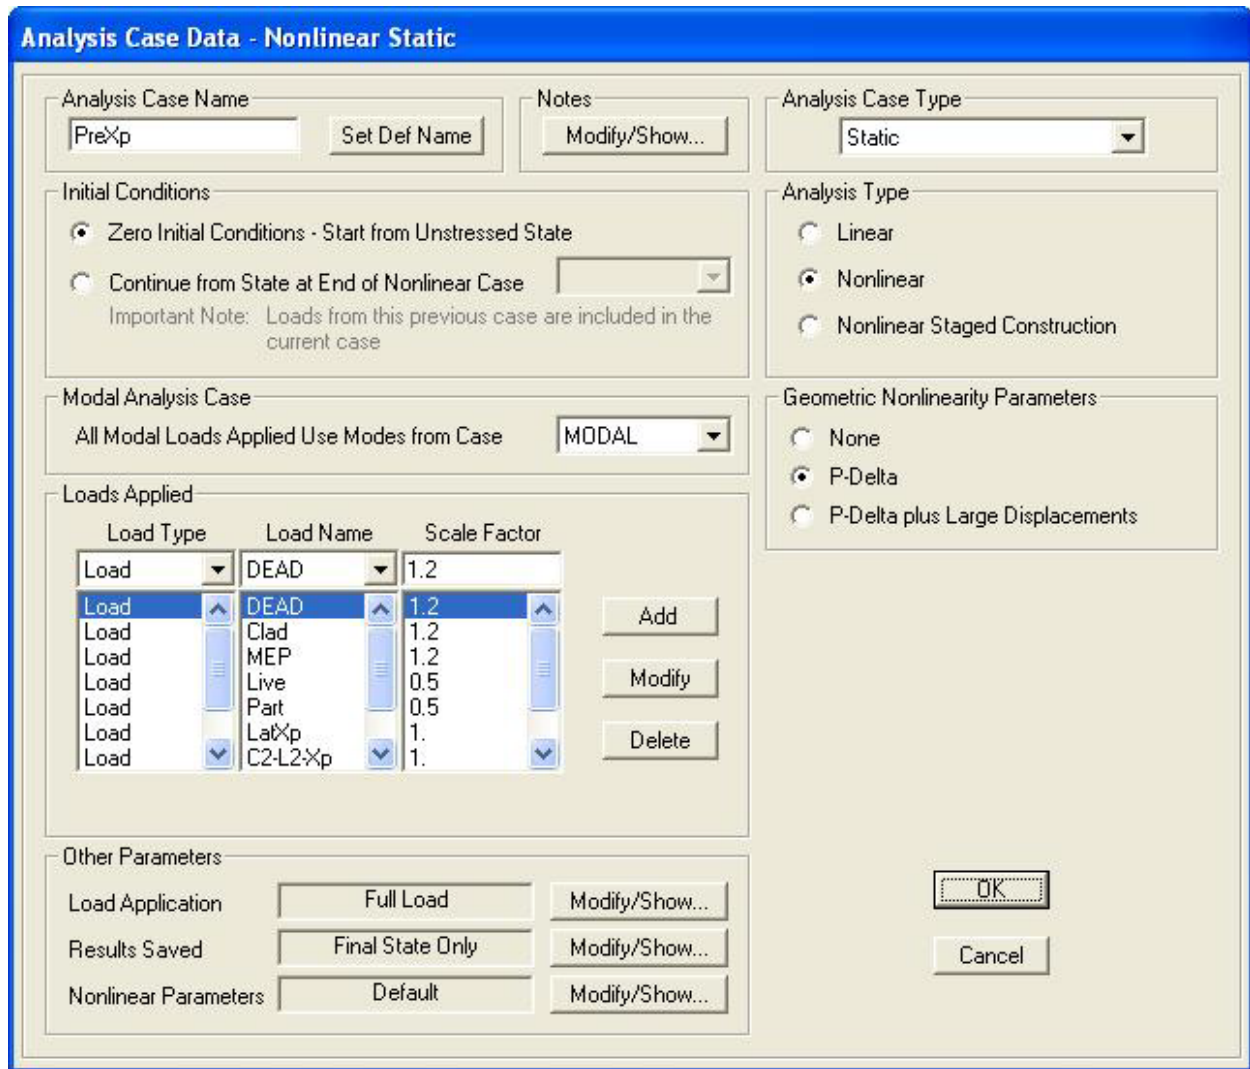 Analysis Case Data - Nonlinear Static
Analysis Case Name
PreXp
Set Def Name
Notes
Modify/Show...
Analysis Case Type
Static
Initial Conditions
Zero Initial Conditions - Start from Unstressed State
Continue from State at End of Nonlinear Case
Important Note: Loads from this previous case are included in the
current case
Analysis Type
Linear
Nonlinear
Nonlinear Staged Construction
Modal Analysis Case
All Modal Loads Applied Use Modes from Case
MODAL
Geometric Nonlinearity Parameters
None
P-Delta
P-Delta plus Large Displacements
Loads Applied
Load Type Load Name Scale Factor
Load DEAD 1.2
Load DEAD 1.2
Load Clad 1.2
Load MEP 1.2
Load Live 0.5
Load Part 0.5
Load LatXp 1.
Load C2-L2-Xp 1.
Add
Modify
Delete
Other Parameters
Load Application Full Load Modify/Show...
Results Saved Final State Only Modify/Show...
Nonlinear Parameters Default Modify/Show...
OK
Cancel